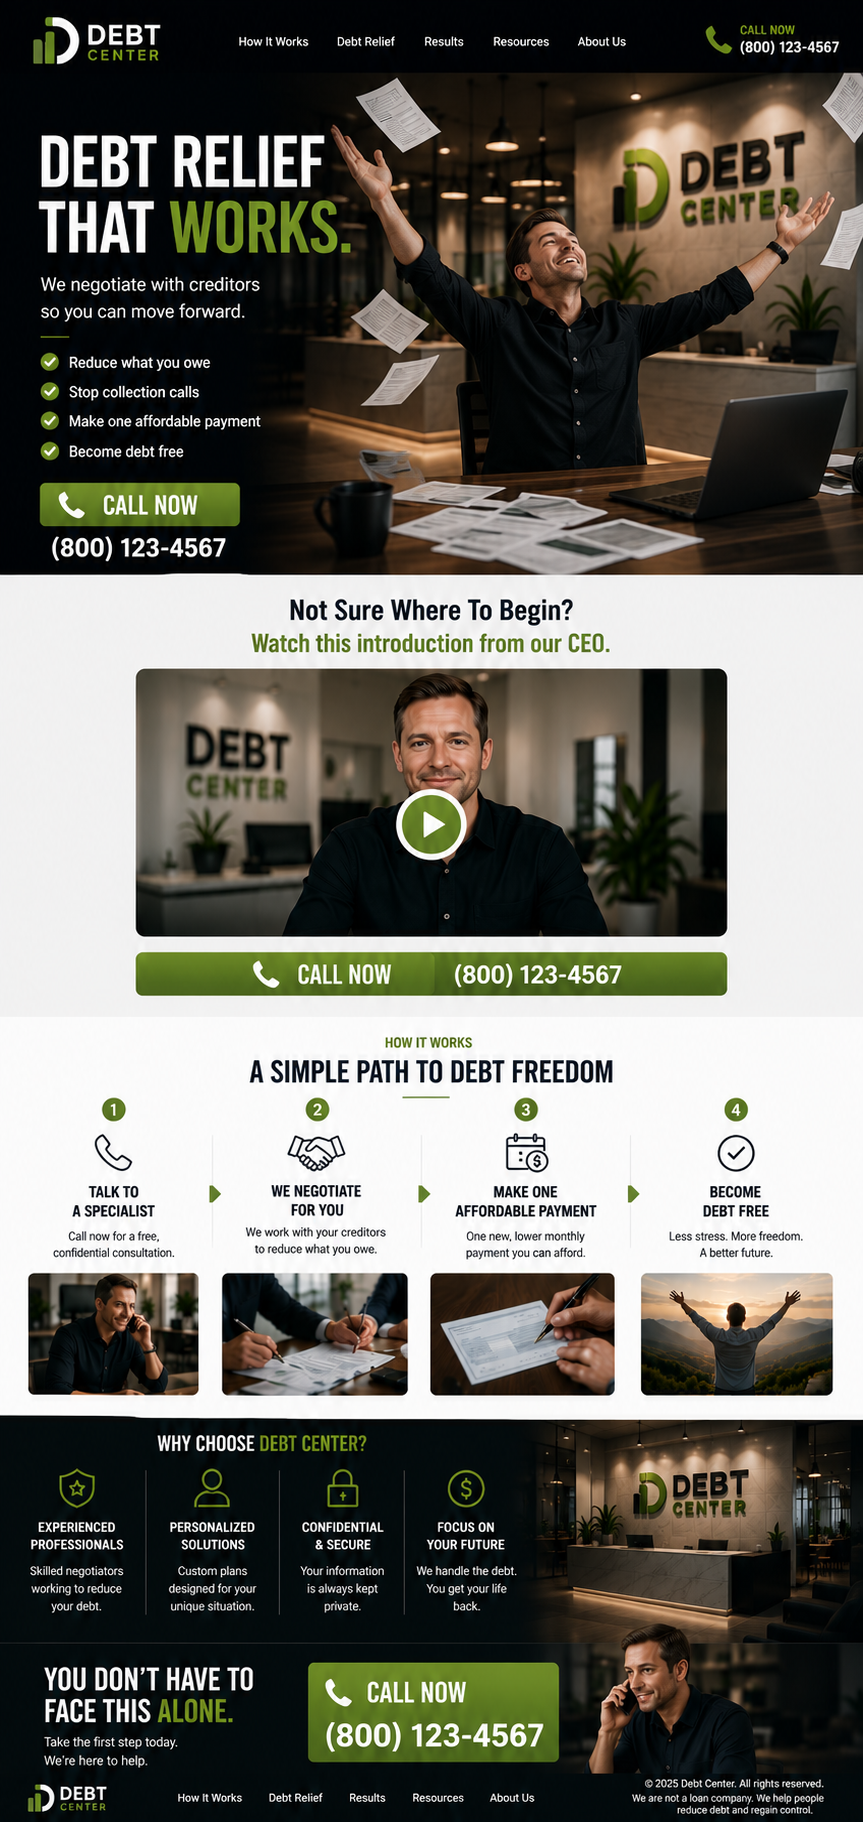 DEBT
CENTER
How It Works
Debt Relief
Results
Resources
About Us
CALL NOW
(800) 123-4567
DEBT RELIEF
THAT WORKS.
We negotiate with creditors
so you can move forward.
Reduce what you owe
Stop collection calls
Make one affordable payment
Become debt free
CALL NOW
(800) 123-4567
DEBT
CENTER
Not Sure Where To Begin?
Watch this introduction from our CEO.
DEBT
CENTER
CALL NOW (800) 123-4567
HOW IT WORKS
A SIMPLE PATH TO DEBT FREEDOM
1
TALK TO
A SPECIALIST
Call now for a free,
confidential consultation.
2
WE NEGOTIATE
FOR YOU
We work with your creditors
to reduce what you owe.
3
MAKE ONE
AFFORDABLE PAYMENT
One new, lower monthly
payment you can afford.
4
BECOME
DEBT FREE
Less stress. More freedom.
A better future.
WHY CHOOSE DEBT CENTER?
EXPERIENCED
PROFESSIONALS
Skilled negotiators
working to reduce
your debt.
PERSONALIZED
SOLUTIONS
Custom plans
designed for your
unique situation.
CONFIDENTIAL
& SECURE
Your information
is always kept
private.
FOCUS ON
YOUR FUTURE
We handle the debt.
You get your life
back.
DEBT
CENTER
YOU DON'T HAVE TO
FACE THIS ALONE.
Take the first step today.
We're here to help.
CALL NOW
(800) 123-4567
DEBT
CENTER
How It Works
Debt Relief
Results
Resources
About Us
© 2025 Debt Center. All rights reserved.
We are not a loan company. We help people
reduce debt and regain control.